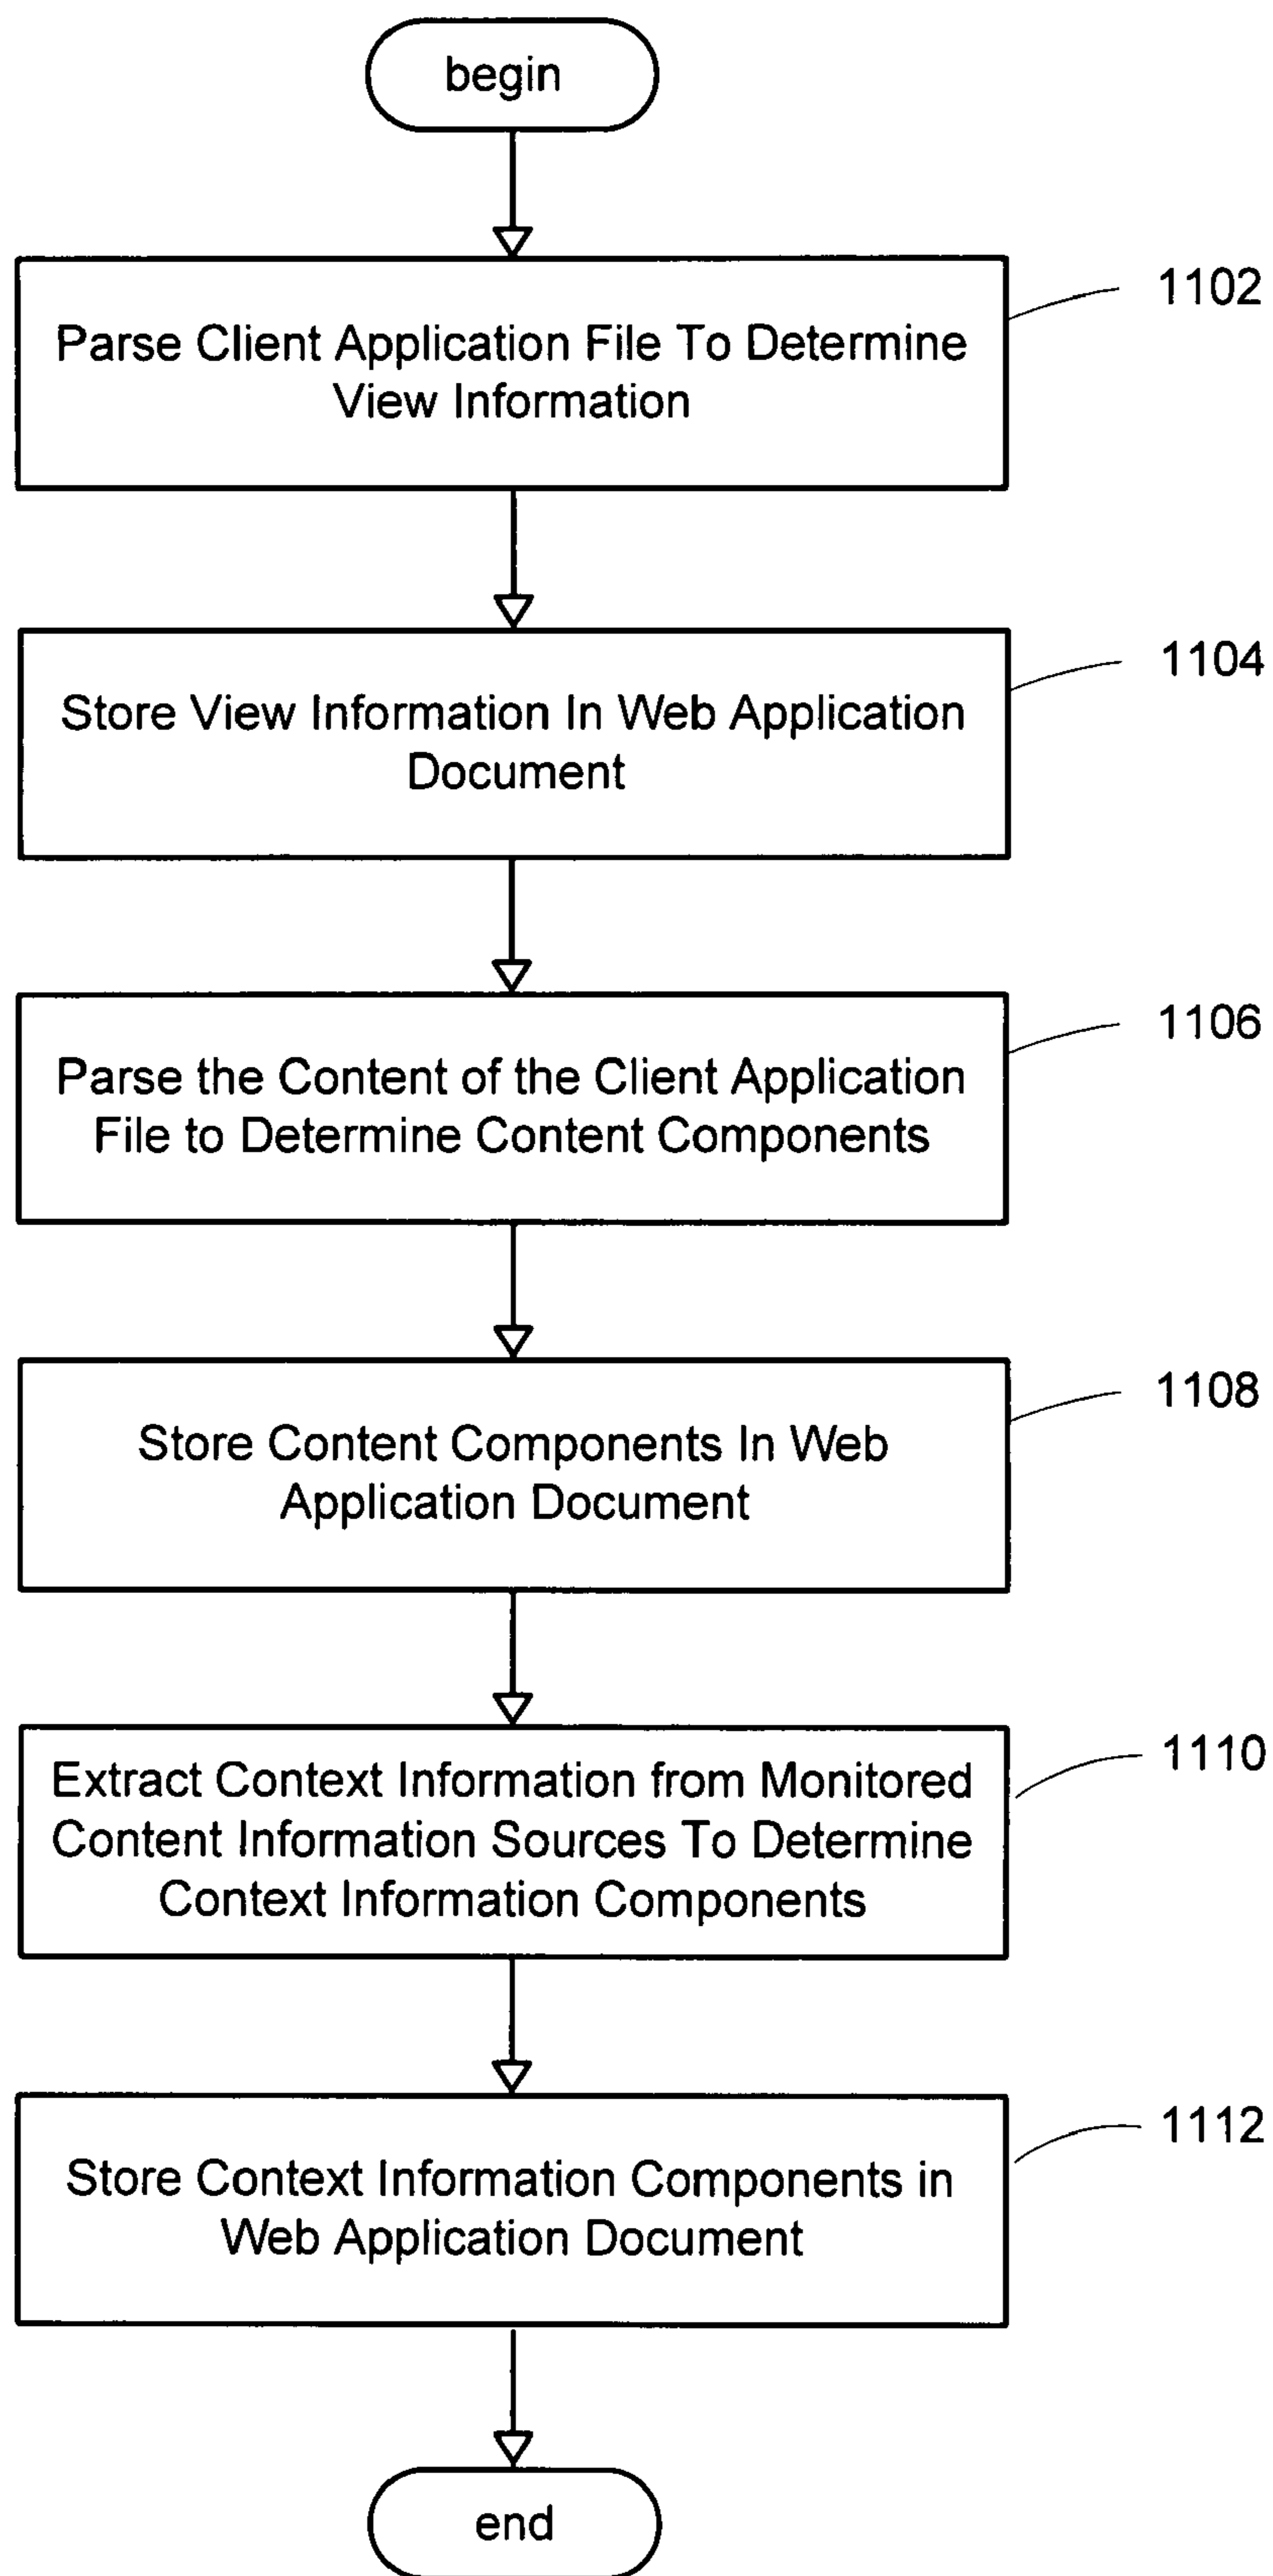 begin
Parse Client Application File To Determine
View Information
1102
Store View Information In Web Application
Document
1104
Parse the Content of the Client Application
File to Determine Content Components
1106
Store Content Components In Web
Application Document
1108
Extract Context Information from Monitored
Content Information Sources To Determine
Context Information Components
1110
Store Context Information Components in
Web Application Document
1112
end